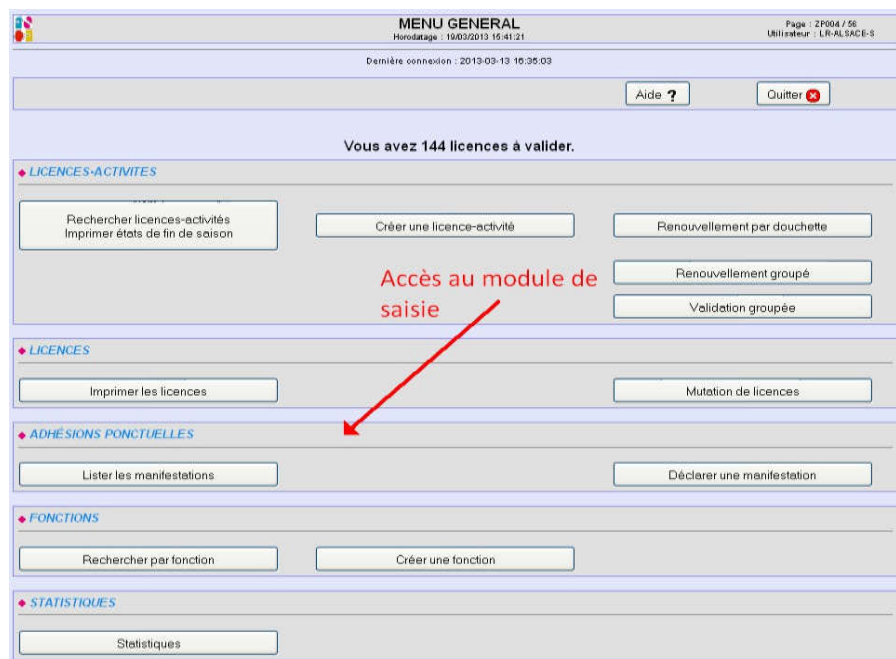 MENU GENERAL
Horodatage : 19/03/2013 15:41:21
Page : ZP004 / 56
Utilisateur : LR-ALSACE-S
Dernière connexion : 2013-03-13 16:35:03
Aide ?
Quitter
Vous avez 144 licences à valider.
LICENCES-ACTIVITES
Rechercher licences-activités
Imprimer états de fin de saison
Créer une licence-activité
Renouvellement par douchette
Renouvellement groupé
Validation groupée
Accès au module de
saisie
LICENCES
Imprimer les licences
Mutation de licences
ADHÉSIONS PONCTUELLES
Lister les manifestations
Déclarer une manifestation
FONCTIONS
Rechercher par fonction
Créer une fonction
STATISTIQUES
Statistiques